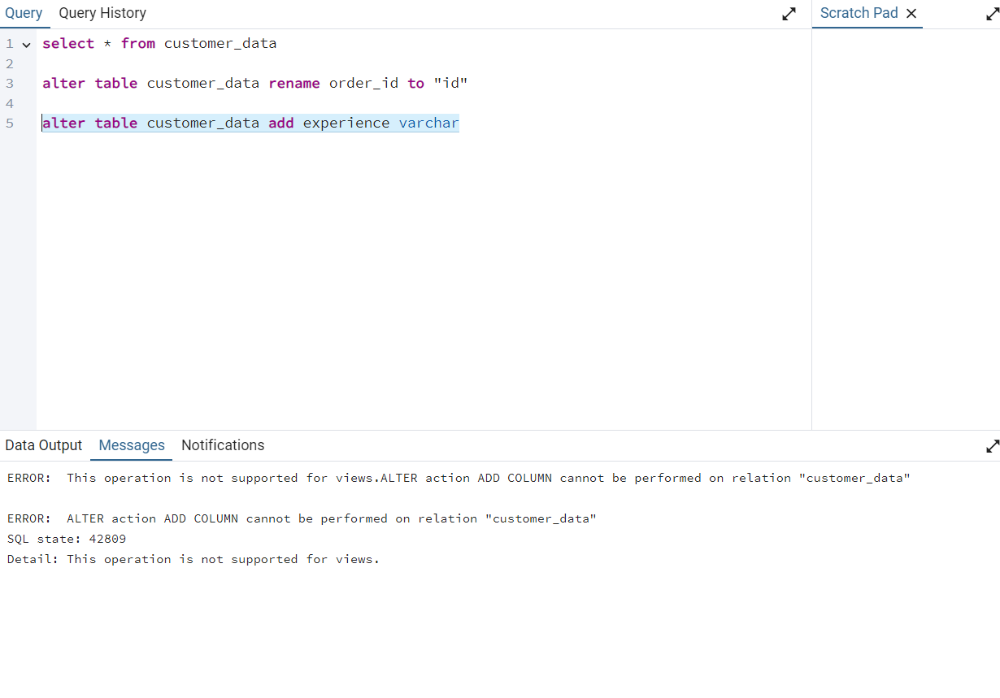 Query Query History
Scratch Pad
1 select * from customer_data
2
3 alter table customer_data rename order_id to "id"
4
5 alter table customer_data add experience varchar
Data Output Messages Notifications
ERROR:  This operation is not supported for views.ALTER action ADD COLUMN cannot be performed on relation "customer_data"
ERROR:  ALTER action ADD COLUMN cannot be performed on relation "customer_data"
SQL state: 42809
Detail: This operation is not supported for views.